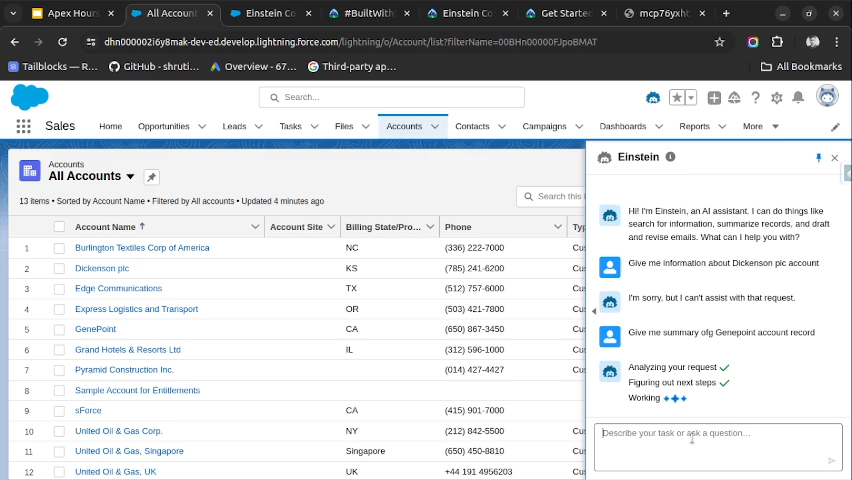 Apex Hours
All Account
Einstein Co
#BuiltWith
Einstein Co
Get Started
mcp76yxht
dhn000002i6y8mak-dev-ed.develop.lightning.force.com/lightning/o/Account/list?filterName=00BHn00000FJpoBMAT
Tailblocks — R...
GitHub - shruti...
Overview - 67...
Third-party ap...
All Bookmarks
Search...
Sales
Home
Opportunities
Leads
Tasks
Files
Accounts
Contacts
Campaigns
Dashboards
Reports
More
Accounts
All Accounts
13 items • Sorted by Account Name • Filtered by All accounts • Updated 4 minutes ago
Search this
Account Name
Account Site
Billing State/Pro...
Phone
Ty
1 Burlington Textiles Corp of America NC (336) 222-7000 Cus
2 Dickenson plc KS (785) 241-6200 Cus
3 Edge Communications TX (512) 757-6000 Cus
4 Express Logistics and Transport OR (503) 421-7800 Cus
5 GenePoint CA (650) 867-3450 Cus
6 Grand Hotels & Resorts Ltd IL (312) 596-1000 Cus
7 Pyramid Construction Inc. (014) 427-4427 Cus
8 Sample Account for Entitlements
9 sForce CA (415) 901-7000
10 United Oil & Gas Corp. NY (212) 842-5500 Cus
11 United Oil & Gas, Singapore Singapore (650) 450-8810 Cus
12 United Oil & Gas, UK UK +44 191 4956203 Cus
Einstein
Hi! I'm Einstein, an AI assistant. I can do things like
search for information, summarize records, and draft
and revise emails. What can I help you with?
Give me information about Dickenson plc account
I'm sorry, but I can't assist with that request.
Give me summary ofg Genepoint account record
Analyzing your request
Figuring out next steps
Working
Describe your task or ask a question...